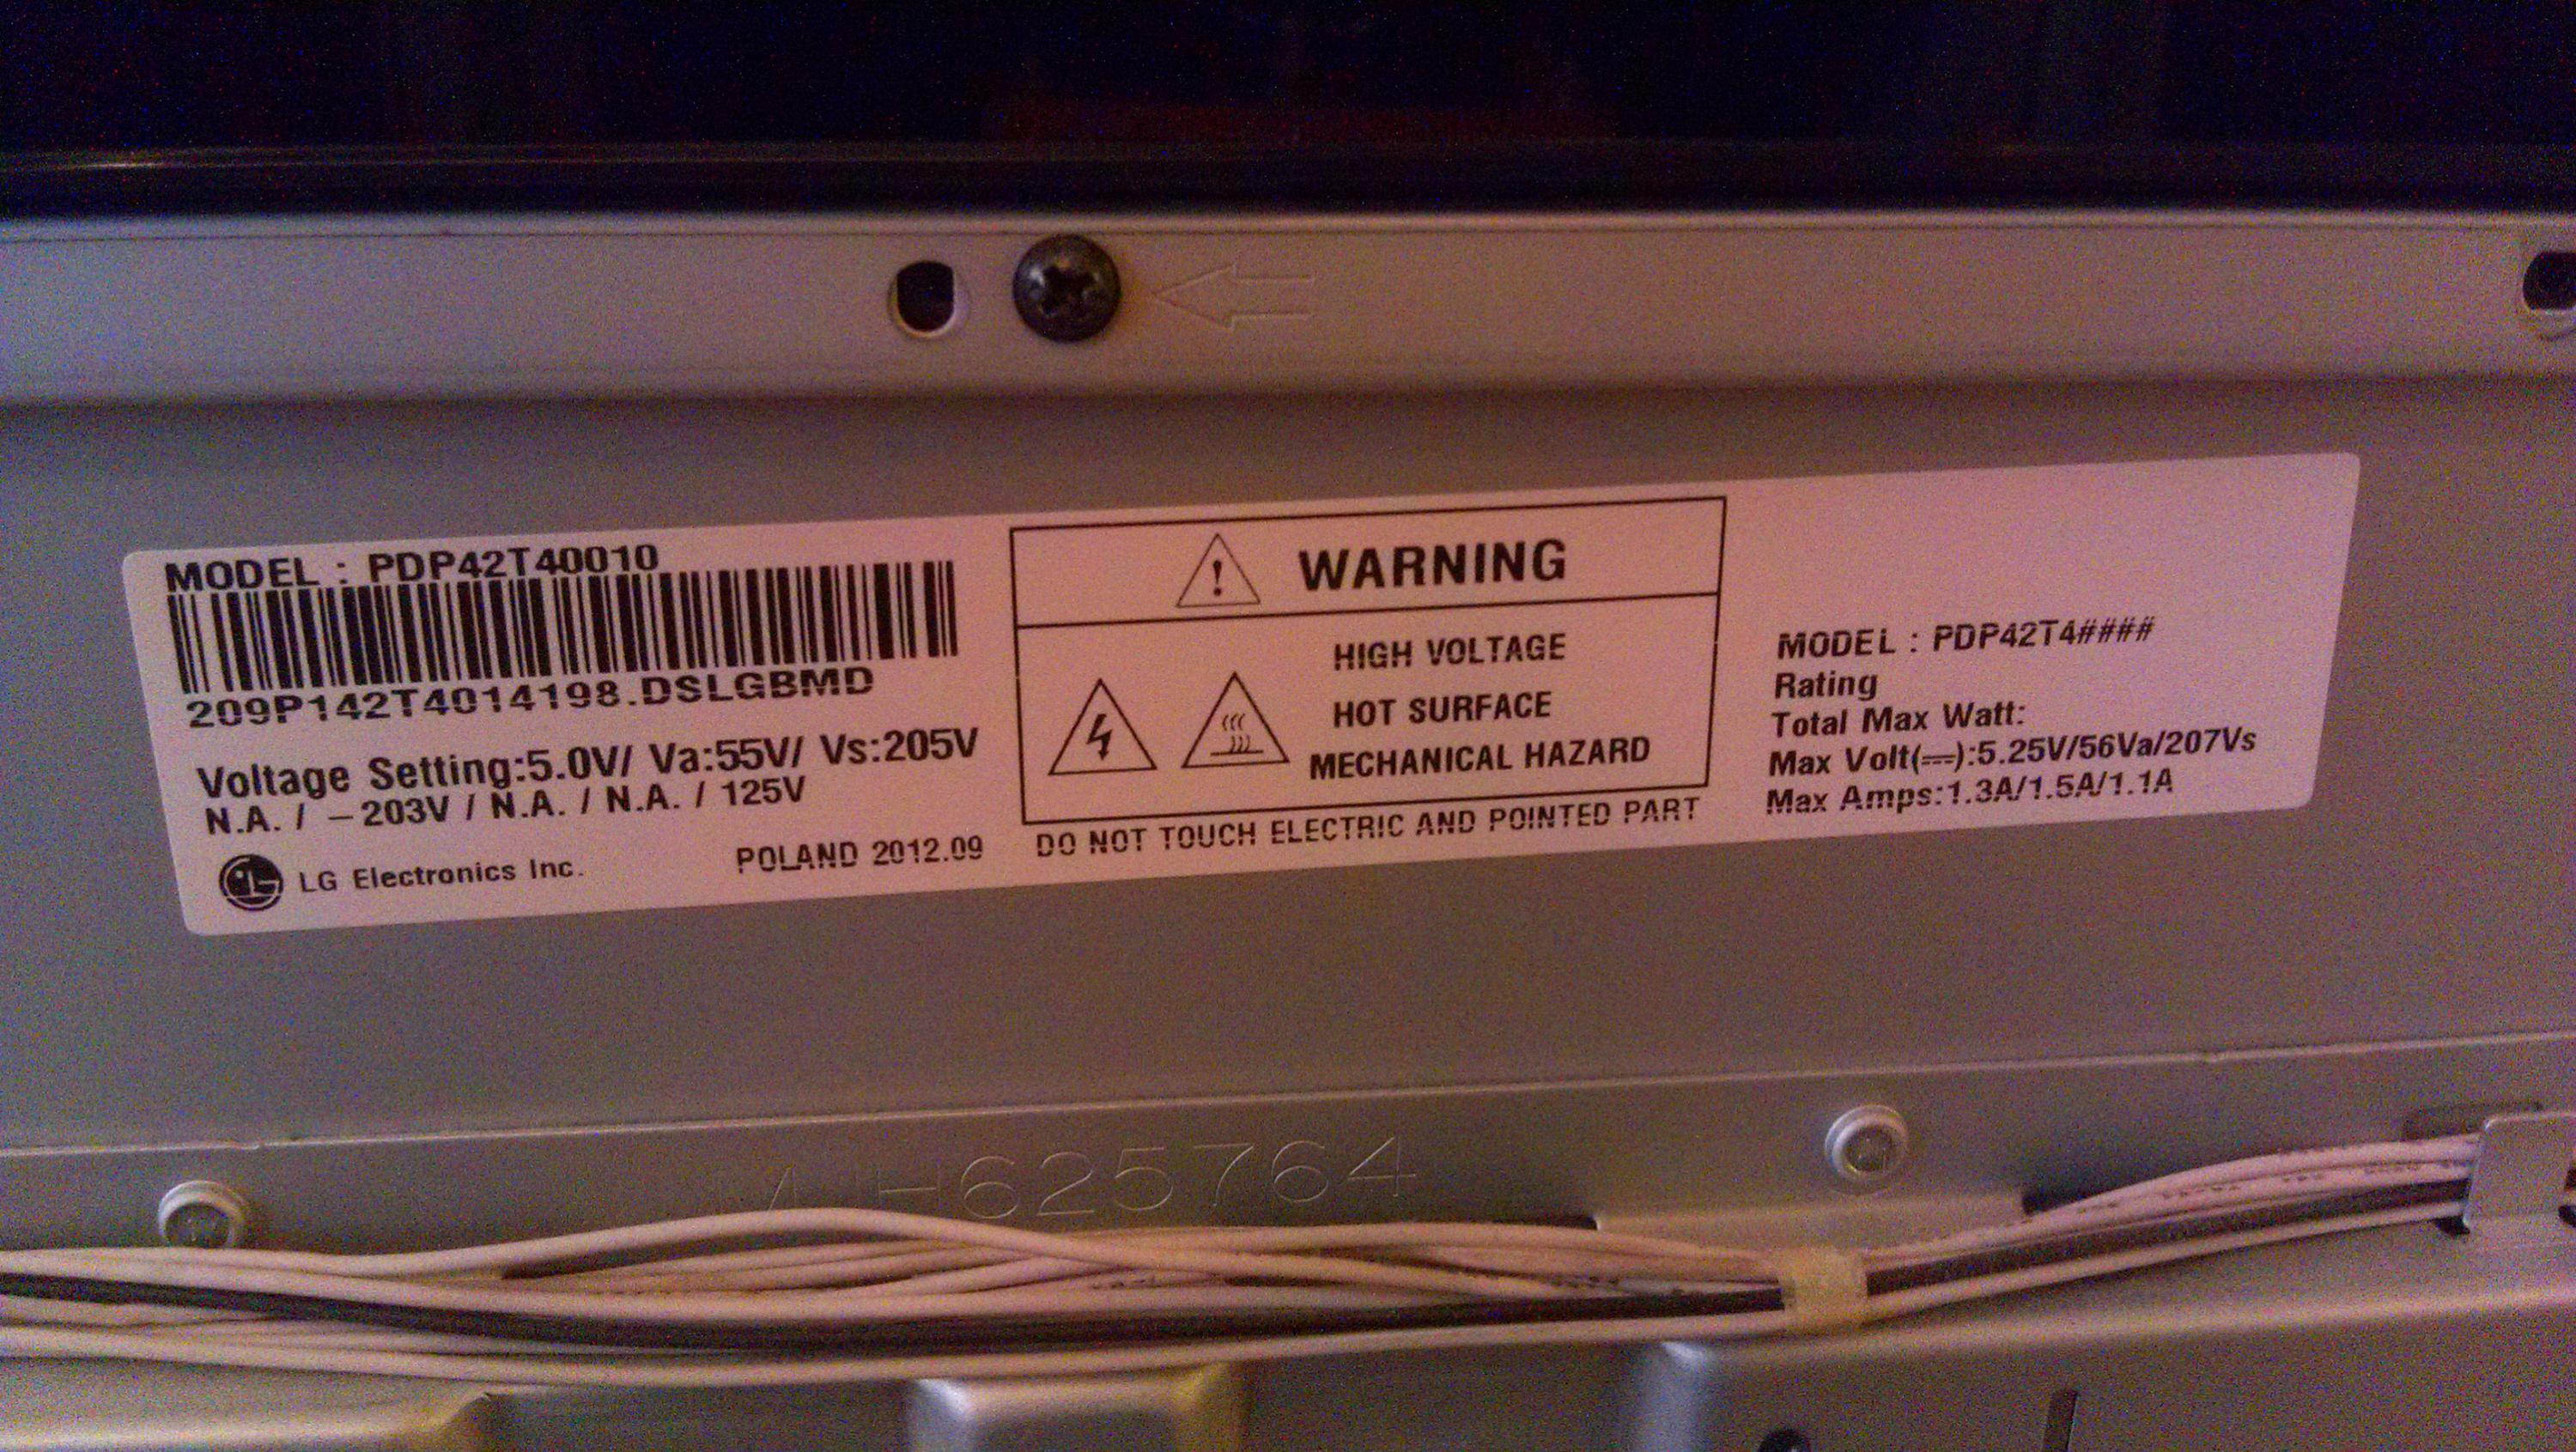 MODEL : PDP42T40010
209P142T4014198.DSLGBMD
Voltage Setting:5.0V/ Va:55V/ Vs:205V
N.A. / -203V / N.A. / N.A. / 125V
LG Electronics Inc.
POLAND 2012.09
! WARNING
HIGH VOLTAGE
HOT SURFACE
MECHANICAL HAZARD
DO NOT TOUCH ELECTRIC AND POINTED PART
MODEL : PDP42T4####
Rating
Total Max Watt:
Max Volt(⎓):5.25V/56Va/207Vs
Max Amps:1.3A/1.5A/1.1A